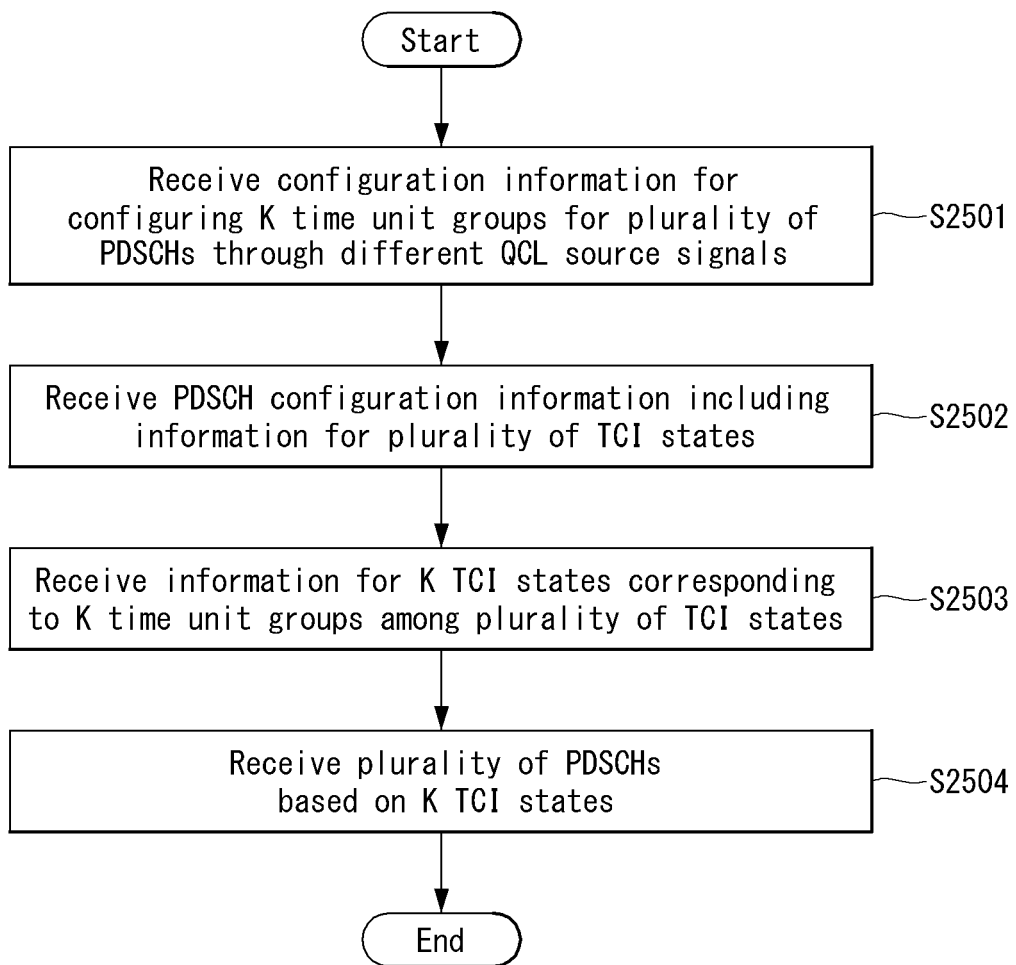 Start
Receive configuration information for
configuring K time unit groups for plurality of
PDSCHs through different QCL source signals
S2501
Receive PDSCH configuration information including
information for plurality of TCI states
S2502
Receive information for K TCI states corresponding
to K time unit groups among plurality of TCI states
S2503
Receive plurality of PDSCHs
based on K TCI states
S2504
End